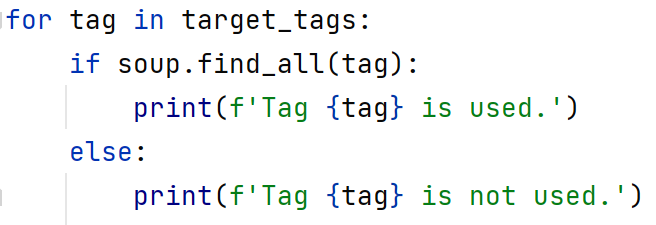 for tag in target_tags:
    if soup.find_all(tag):
        print(f'Tag {tag} is used.')
    else:
        print(f'Tag {tag} is not used.')